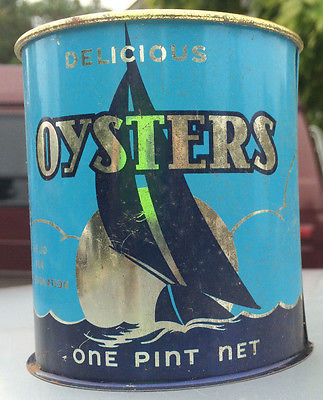 DELICIOUS
OYSTERS
ONE PINT NET